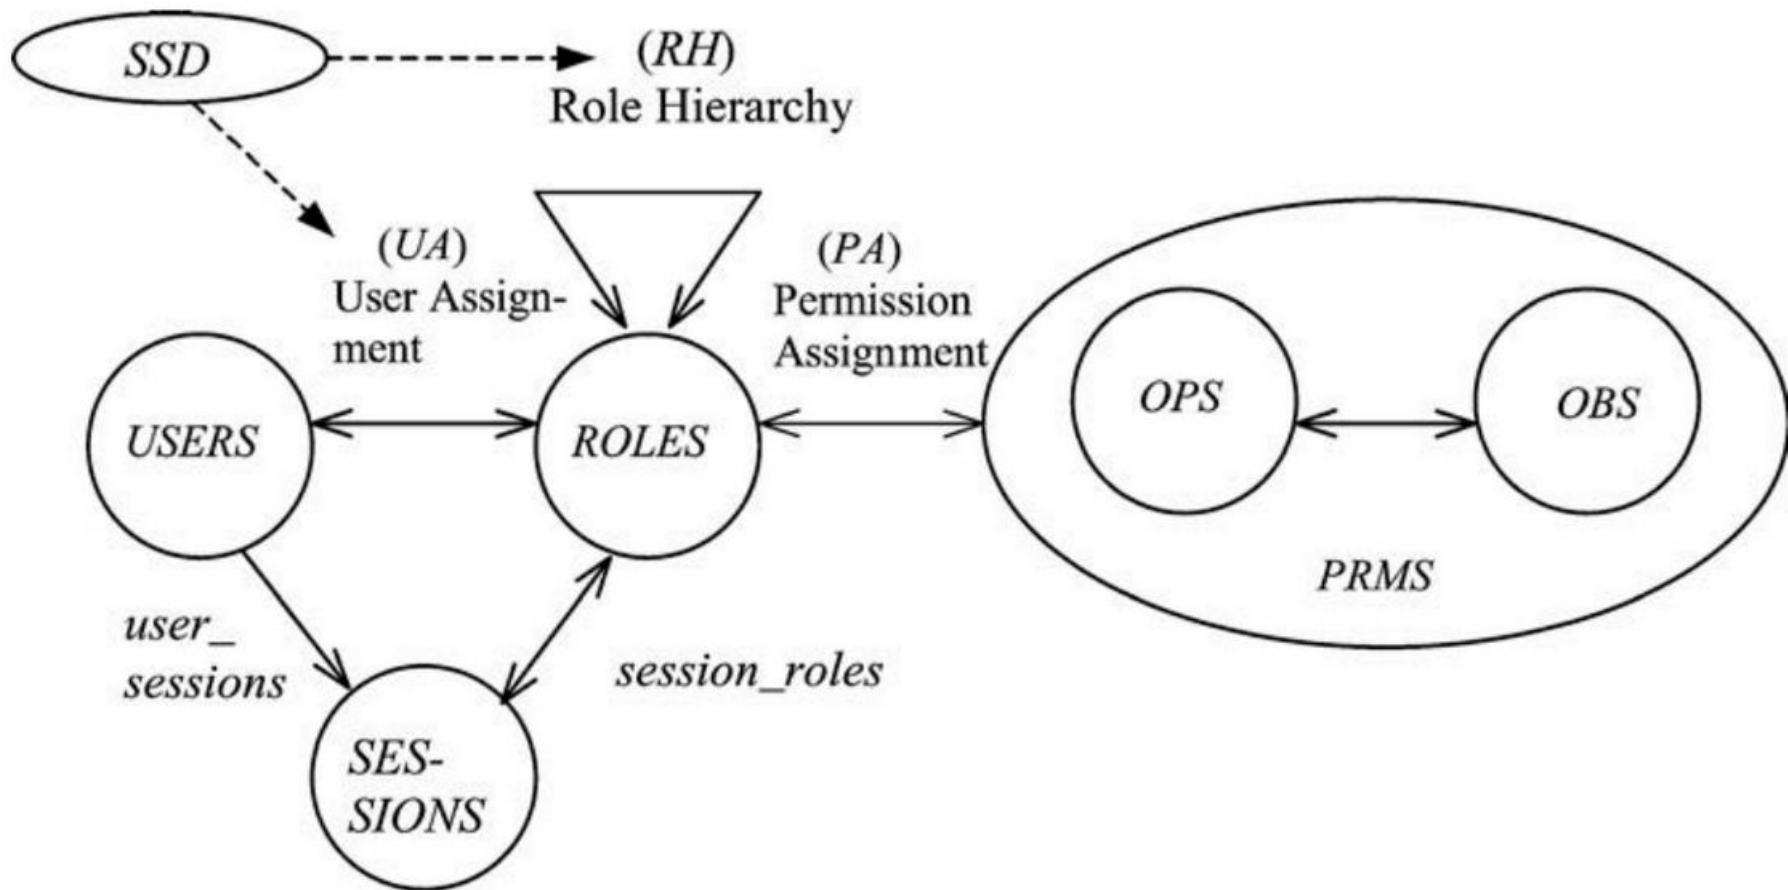 SSD
(RH)
Role Hierarchy
(UA)
User Assign-
ment
(PA)
Permission
Assignment
USERS
ROLES
OPS
OBS
PRMS
user_
sessions
session_roles
SES-
SIONS